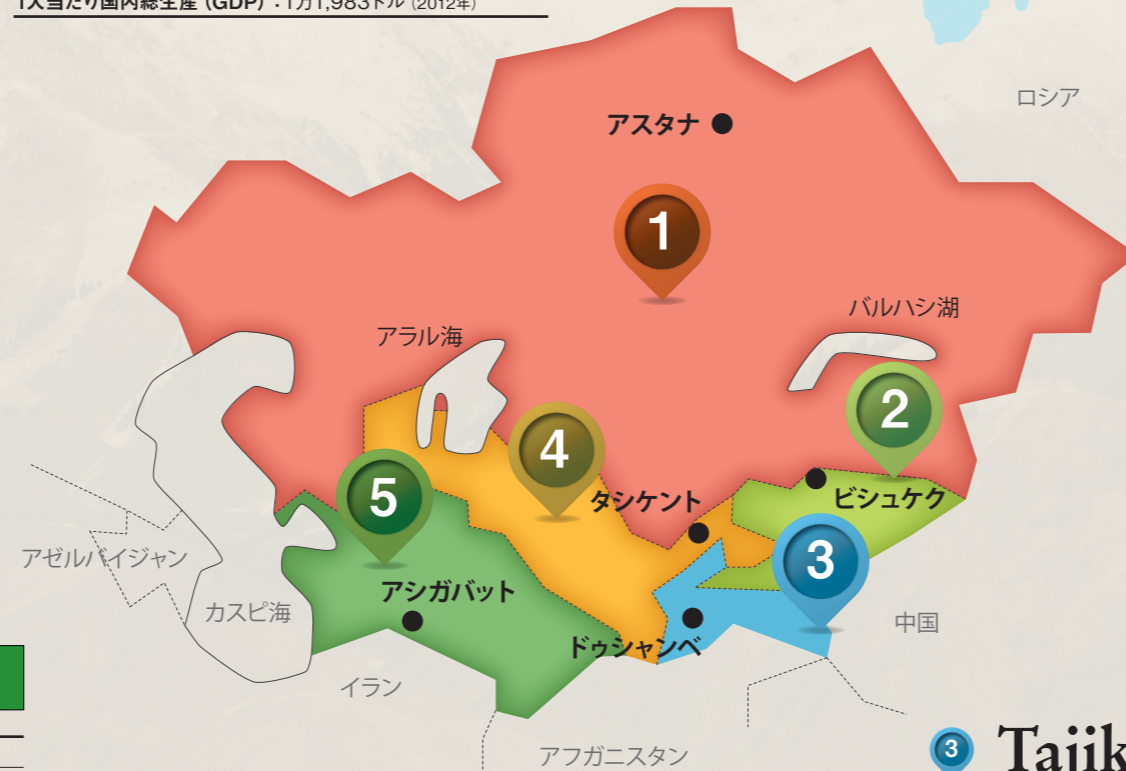 1人当たり国内総生産（GDP）：1万1,983ドル（2012年）
ロシア
アスタナ
1
バルハシ湖
アラル海
2
4
5
タシケント
ビシュケク
3
アゼルバイジャン
アシガバット
カスピ海
中国
ドゥシャンベ
イラン
アフガニスタン
3 Tajik